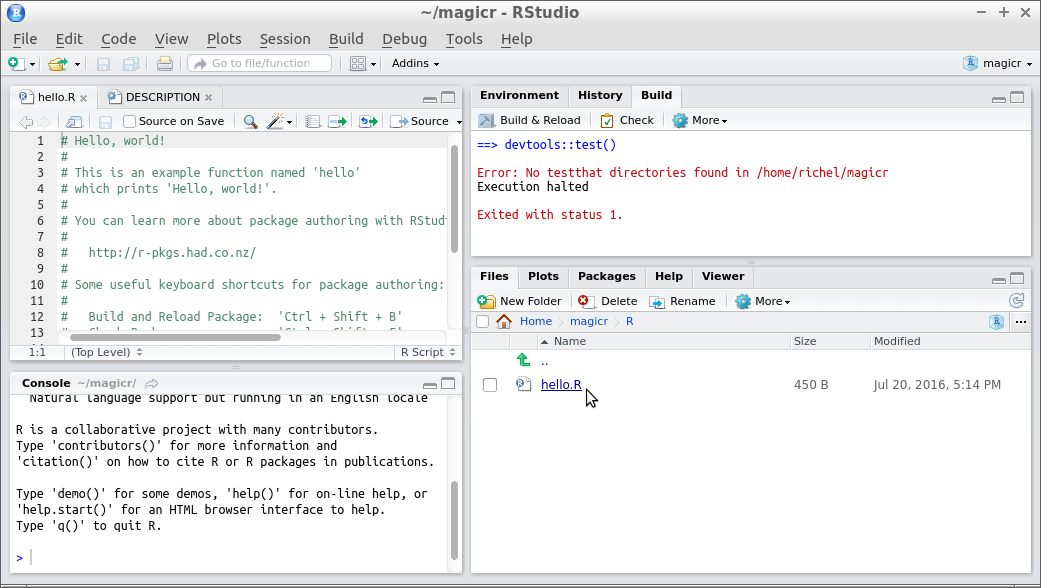 ~/magicr - RStudio
File Edit Code View Plots Session Build Debug Tools Help
Go to file/function Addins magicr
hello.R DESCRIPTION
Source on Save Source
1 # Hello, world!
2 #
3 # This is an example function named 'hello'
4 # which prints 'Hello, world!'.
5 #
6 # You can learn more about package authoring with RStud
7 #
8 #   http://r-pkgs.had.co.nz/
9 #
10 # Some useful keyboard shortcuts for package authoring:
11 #
12 #   Build and Reload Package:  'Ctrl + Shift + B'
13
1:1 (Top Level) R Script
Console ~/magicr/
Natural language support but running in an English locale
R is a collaborative project with many contributors.
Type 'contributors()' for more information and
'citation()' on how to cite R or R packages in publications.
Type 'demo()' for some demos, 'help()' for on-line help, or
'help.start()' for an HTML browser interface to help.
Type 'q()' to quit R.
>
Environment History Build
Build & Reload Check More
==> devtools::test()
Error: No testthat directories found in /home/richel/magicr
Execution halted
Exited with status 1.
Files Plots Packages Help Viewer
New Folder Delete Rename More
Home magicr R
Name Size Modified
..
hello.R 450 B Jul 20, 2016, 5:14 PM